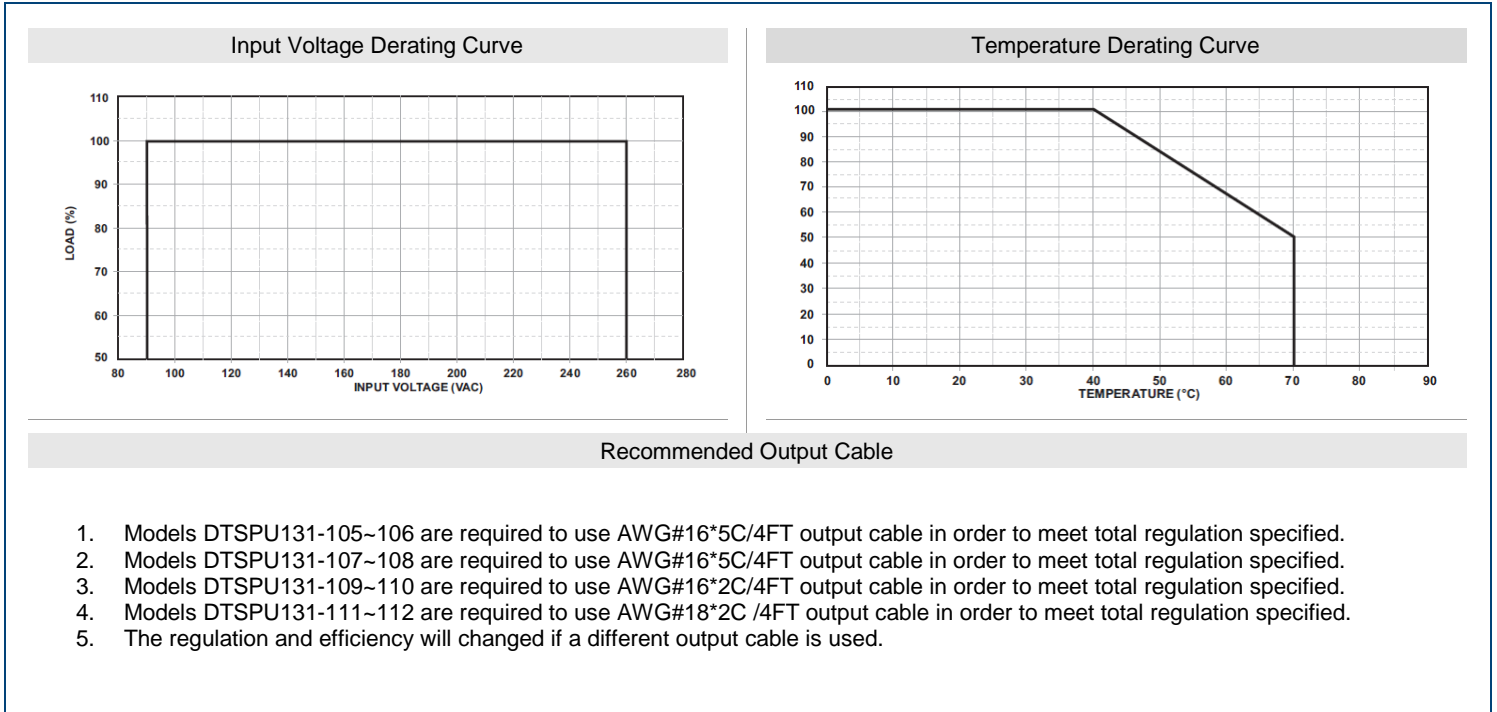 Input Voltage Derating Curve
110
100
90
80
70
60
50
LOAD (%)
80 100 120 140 160 180 200 220 240 260 280
INPUT VOLTAGE (VAC)
Temperature Derating Curve
110
100
90
80
70
60
50
40
30
20
10
0
0 10 20 30 40 50 60 70 80 90
TEMPERATURE (°C)
Recommended Output Cable
1. Models DTSPU131-105~106 are required to use AWG#16*5C/4FT output cable in order to meet total regulation specified.
2. Models DTSPU131-107~108 are required to use AWG#16*5C/4FT output cable in order to meet total regulation specified.
3. Models DTSPU131-109~110 are required to use AWG#16*2C/4FT output cable in order to meet total regulation specified.
4. Models DTSPU131-111~112 are required to use AWG#18*2C /4FT output cable in order to meet total regulation specified.
5. The regulation and efficiency will changed if a different output cable is used.